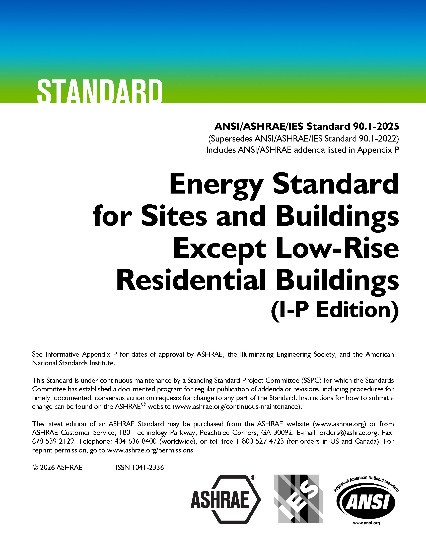 STANDARD
ANSI/ASHRAE/IES Standard 90.1-2025
(Supersedes ANSI/ASHRAE/IES Standard 90.1-2022)
Includes ANSI/ASHRAE addenda listed in Appendix P
Energy Standard
for Sites and Buildings
Except Low-Rise
Residential Buildings
(I-P Edition)
See Informative Appendix P for dates of approval by ASHRAE, the Illuminating Engineering Society, and the American
National Standards Institute.
This Standard is under continuous maintenance by a Standing Standard Project Committee (SSPC) for which the Standards
Committee has established a documented program for regular publication of addenda or revisions, including procedures for
timely, documented, consensus action on requests for change to any part of the Standard. Instructions for how to submit a
change can be found on the ASHRAE® website (www.ashrae.org/continuous-maintenance).
The latest edition of an ASHRAE Standard may be purchased from the ASHRAE website (www.ashrae.org) or from
ASHRAE Customer Service, 180 Technology Parkway, Peachtree Corners, GA 30092. E-mail: orders@ashrae.org. Fax:
678-539-2129. Telephone: 404-636-8400 (worldwide), or toll free 1-800-527-4723 (for orders in US and Canada). For
reprint permission, go to www.ashrae.org/permissions.
© 2026 ASHRAE ISSN 1041-2336
ASHRAE
IES
ANSI
www.ansi.org